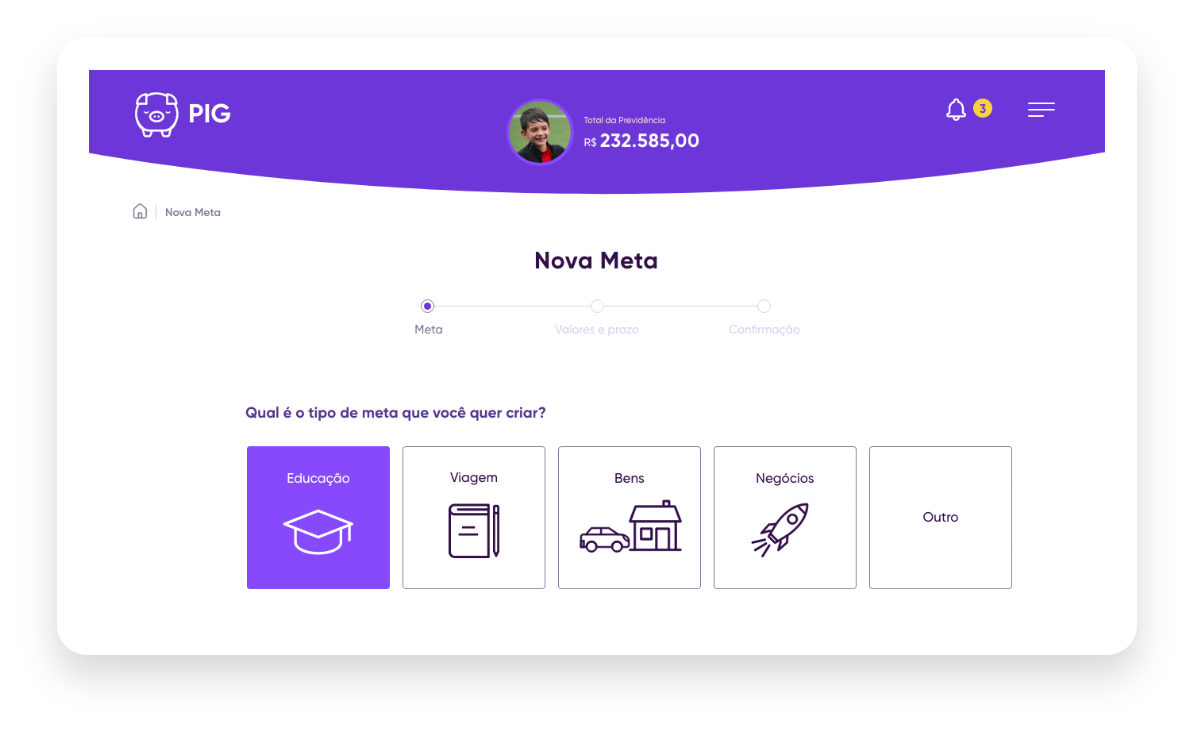 PIG
Total da Previdência
R$ 232.585,00
3
Nova Meta
Nova Meta
Meta
Valores e prazo
Confirmação
Qual é o tipo de meta que você quer criar?
Educação
Viagem
Bens
Negócios
Outro